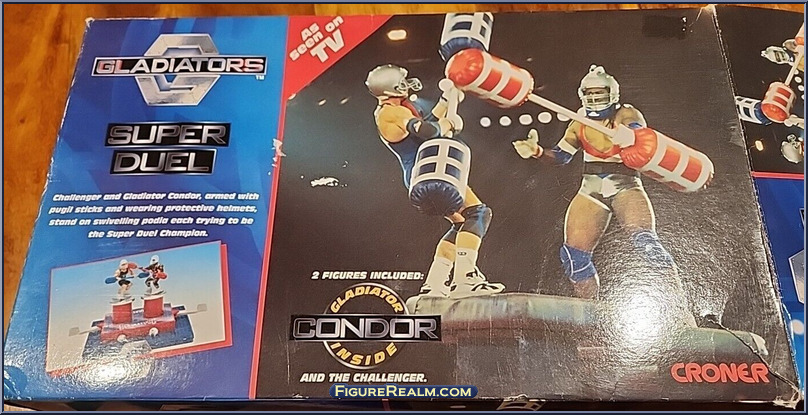 GLADIATORS
TM
SUPER
DUEL
Challenger and Gladiator Condor, armed with
pugil sticks and wearing protective helmets,
stand on swivelling podia each trying to be
the Super Duel Champion.
As
seen on
TV
2 FIGURES INCLUDED:
GLADIATOR
CONDOR
INSIDE
AND THE CHALLENGER.
CRONER
FIGUREREALM.COM